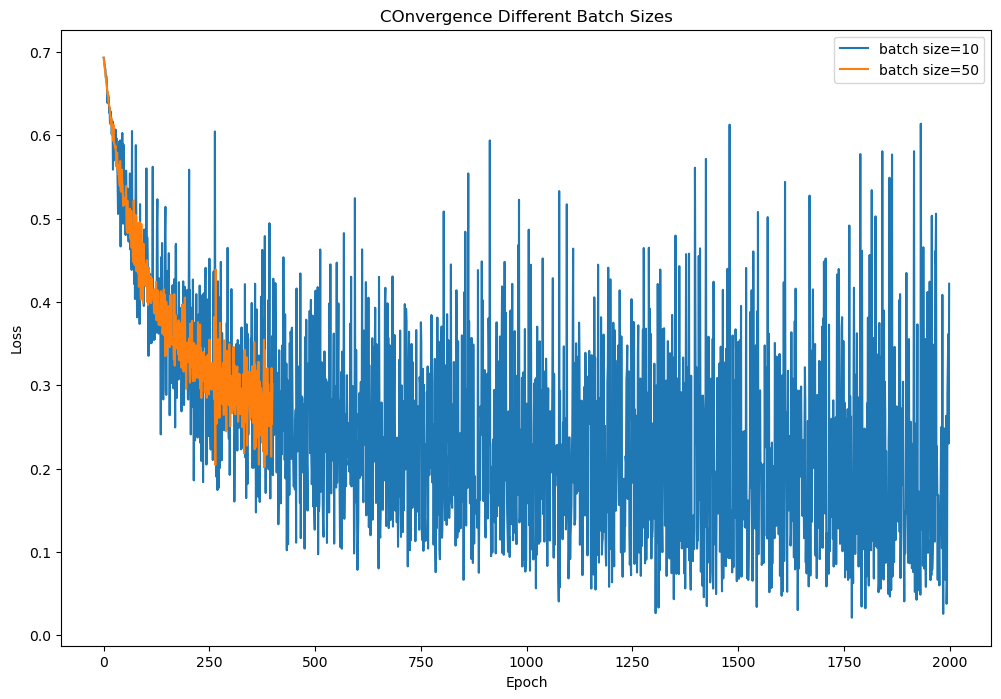 COnvergence Different Batch Sizes
batch size=10
batch size=50
0.7
0.6
0.5
0.4
0.3
0.2
0.1
0.0
Loss
0 250 500 750 1000 1250 1500 1750 2000
Epoch